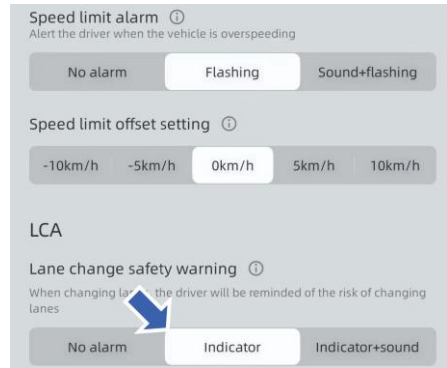 Speed limit alarm
Alert the driver when the vehicle is overspeeding
No alarm Flashing Sound+flashing
Speed limit offset setting
-10km/h -5km/h 0km/h 5km/h 10km/h
LCA
Lane change safety warning
When changing the driver will be reminded of the risk of changing
lanes
No alarm Indicator Indicator+sound